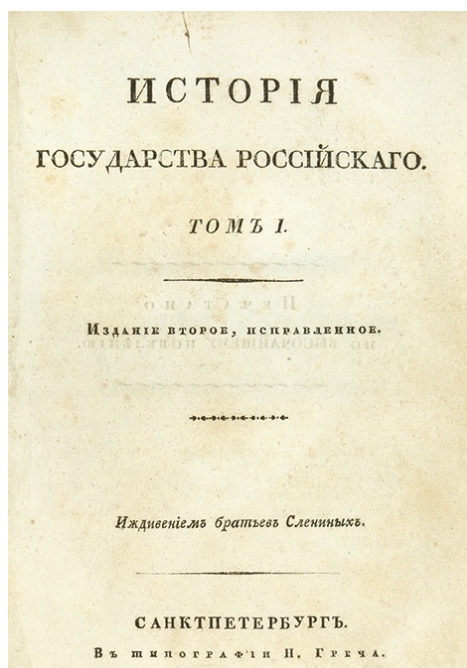 ИСТОРІЯ
ГОСУДАРСТВА РОССІЙСКАГО.
ТОМЪ I.
Изданіе второе, исправленное.
Иждивеніемъ братьевъ Слениныхъ.
САНКТПЕТЕРБУРГЪ.
Въ типографіи Н. Греча.